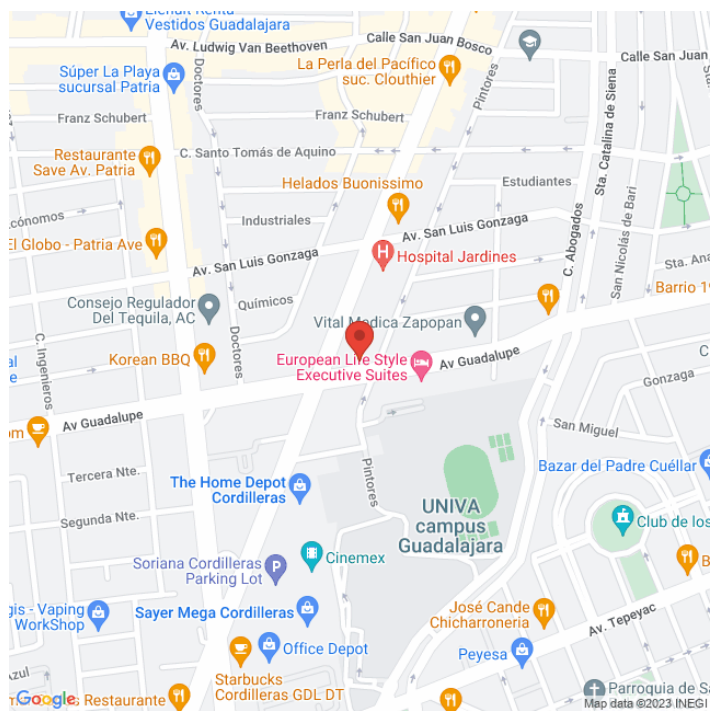 Vestidos Guadalajara
Av. Ludwig Van Beethoven
Calle San Juan Bosco
Calle San Juan
La Perla del Pacífico
suc. Clouthier
Súper La Playa
sucursal Patria
Doctores
Pintores
Sta. Catalina de Siena
Franz Schubert
Franz Schubert
Restaurante
Save Av. Patria
C. Santo Tomás de Aquino
Estudiantes
Helados Buonissimo
Industriales
Av. San Luis Gonzaga
El Globo - Patria Ave
Av. San Luis Gonzaga
Hospital Jardines
C. Abogados
San Nicolás de Bari
Sta. Ana
Barrio 19
Químicos
Consejo Regulador
Del Tequila, AC
Vital Medica Zapopan
C. Ingenieros
Doctores
Korean BBQ
European Life Style
Executive Suites
Av Guadalupe
Gonzaga
Av Guadalupe
San Miguel
Tercera Nte.
Pintores
Bazar del Padre Cuéllar
The Home Depot
Cordilleras
Segunda Nte.
UNIVA
campus
Guadalajara
Club de los
Cinemex
Soriana Cordilleras
Parking Lot
Vaping
WorkShop
Sayer Mega Cordilleras
José Cande
Chicharroneria
Av. Tepeyac
Office Depot
Peyesa
Azul
Starbucks
Cordilleras GDL DT
Parroquia de Sa
Google
Restaurante
Map data ©2023 INEGI